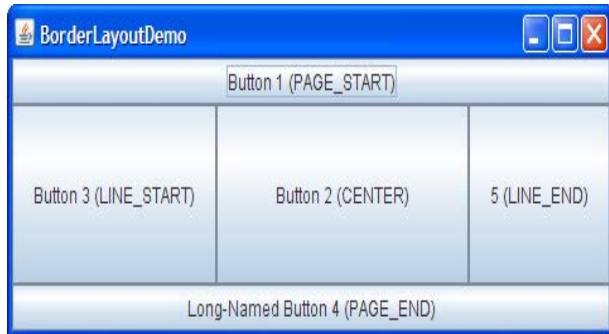 BorderLayoutDemo
Button 1 (PAGE_START)
Button 3 (LINE_START)
Button 2 (CENTER)
5 (LINE_END)
Long-Named Button 4 (PAGE_END)